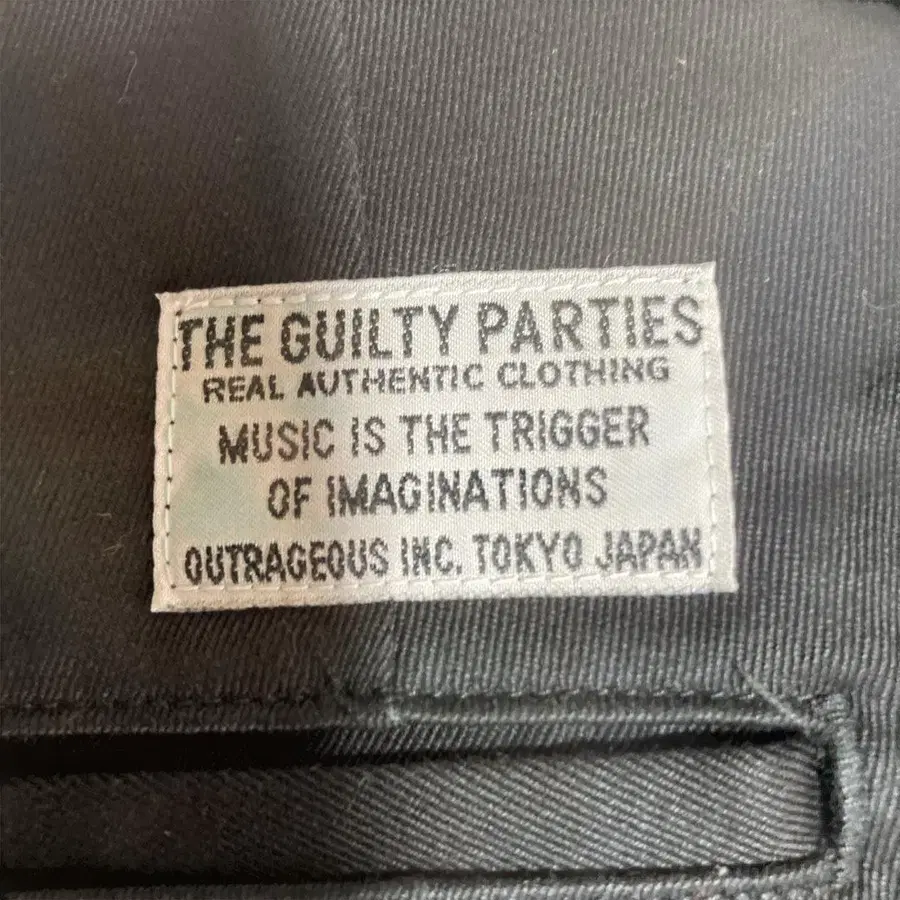 THE GUILTY PARTIES
REAL AUTHENTIC CLOTHING
MUSIC IS THE TRIGGER
OF IMAGINATIONS
OUTRAGEOUS INC. TOKYO JAPAN